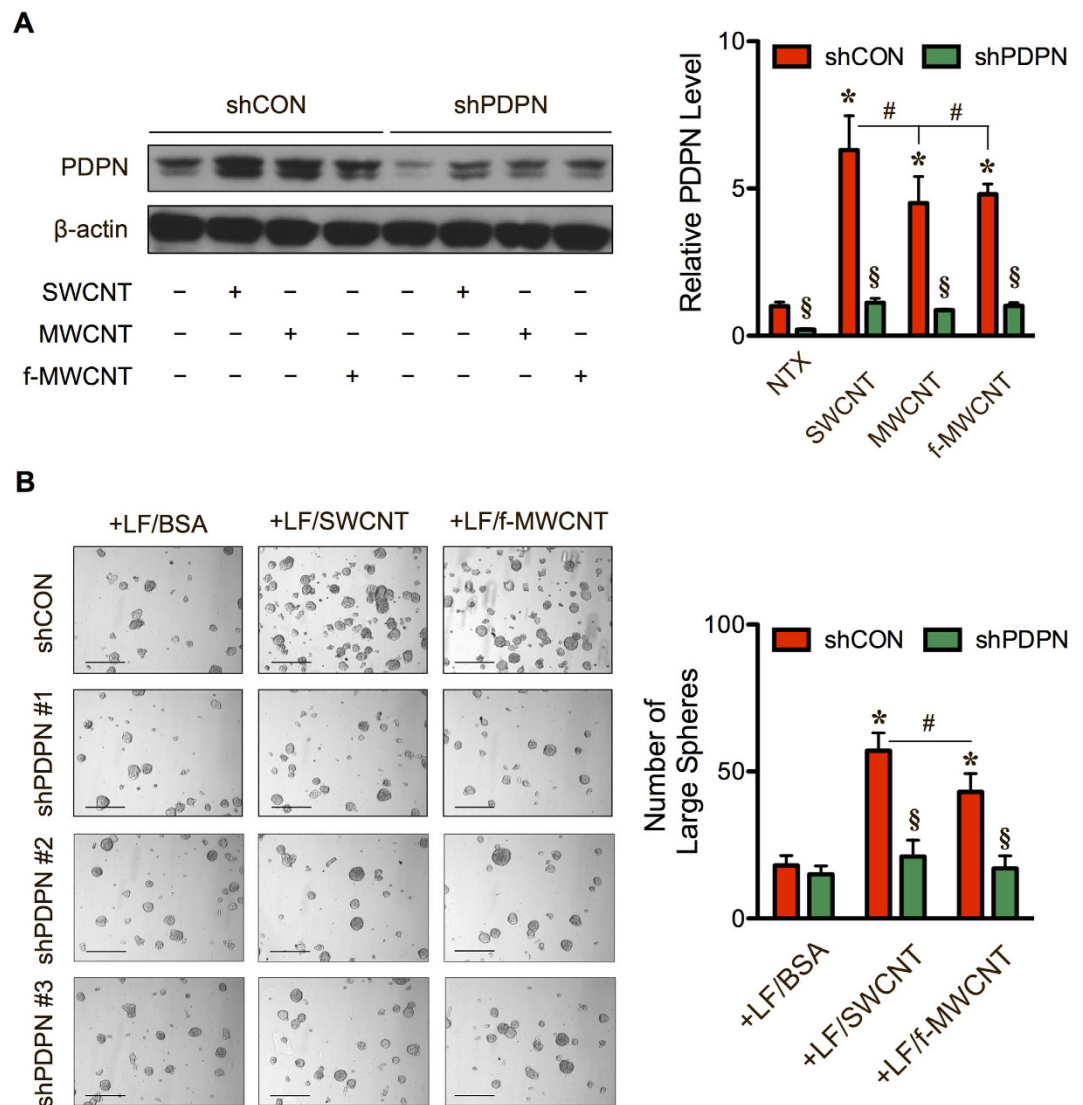 A
shCON shPDPN
PDPN
β-actin
SWCNT – + – – – + – –
MWCNT – – + – – – + –
f-MWCNT – – – + – – – +
10
shCON shPDPN
*
# #
* *
5
Relative PDPN Level
§ § § §
0
NTX
SWCNT
MWCNT
f-MWCNT
B
+LF/BSA +LF/SWCNT +LF/f-MWCNT
shCON
shPDPN #1
shPDPN #2
shPDPN #3
100
shCON shPDPN
*
#
*
50
Number of
Large Spheres
§ §
0
+LF/BSA
+LF/SWCNT
+LF/f-MWCNT